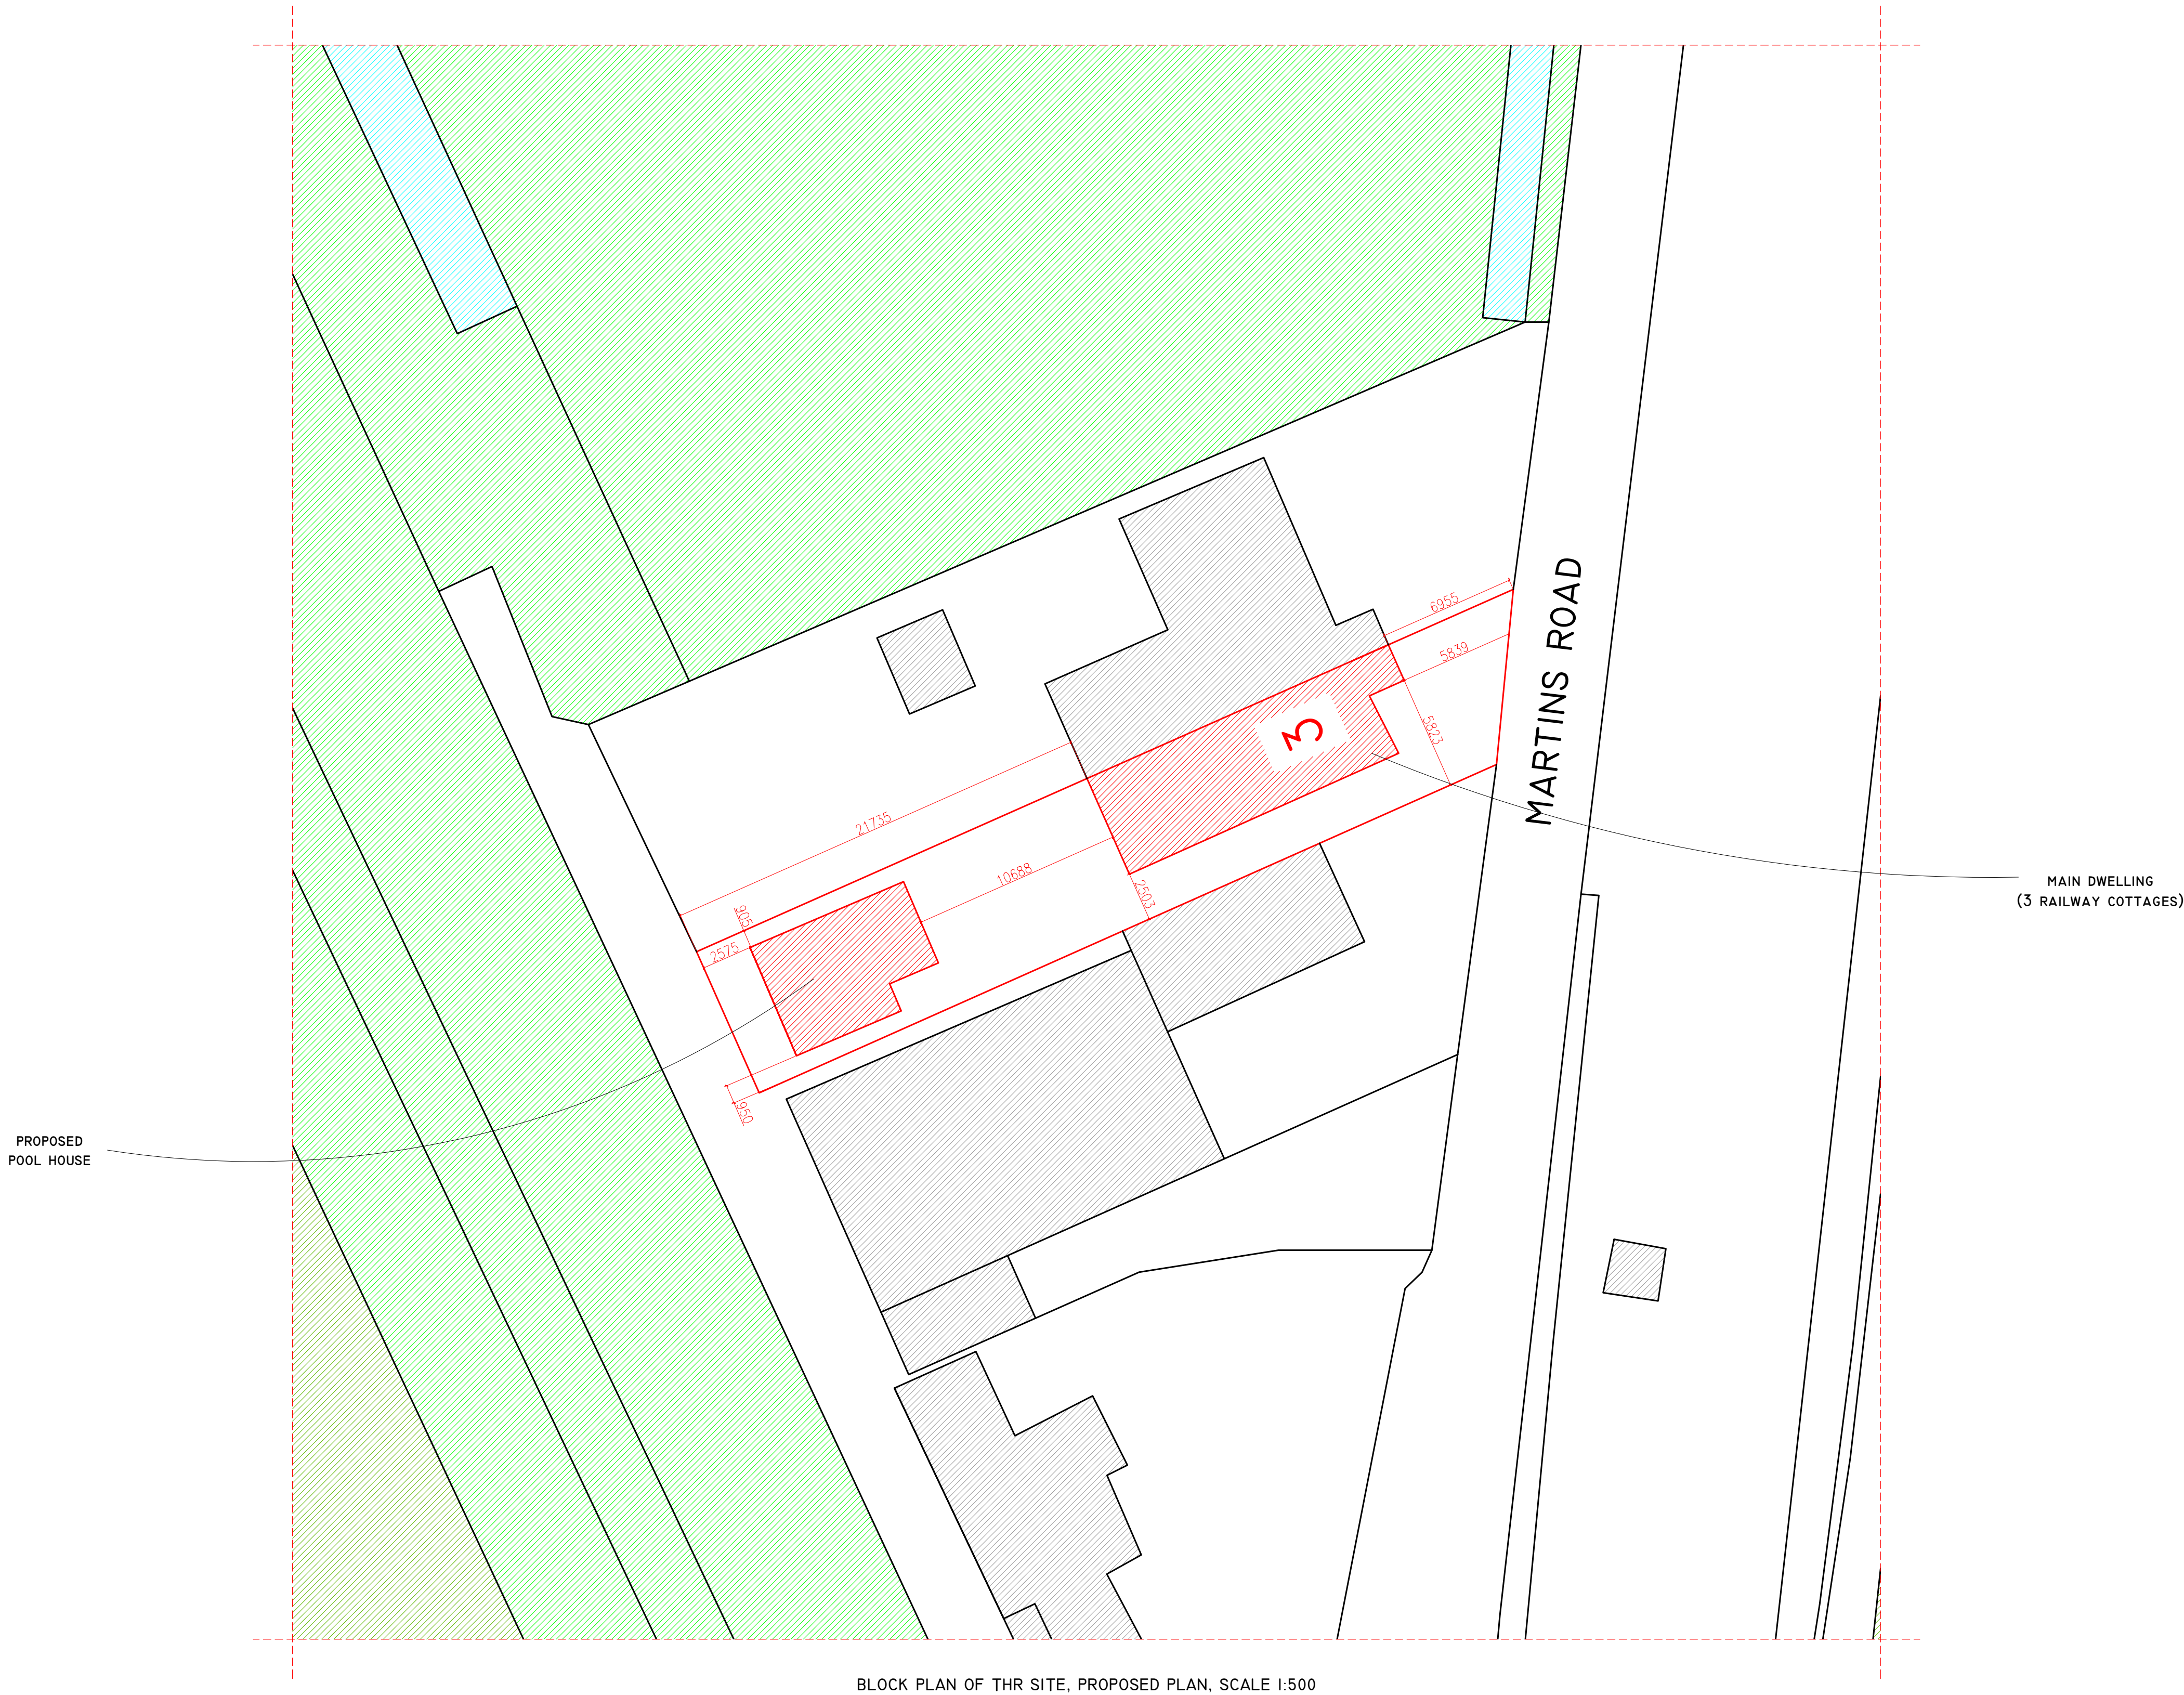 6955
5839
5823
3
MARTINS ROAD
21735
10688
2503
905
2575
950
MAIN DWELLING
(3 RAILWAY COTTAGES)
PROPOSED
POOL HOUSE
BLOCK PLAN OF THR SITE, PROPOSED PLAN, SCALE 1:500